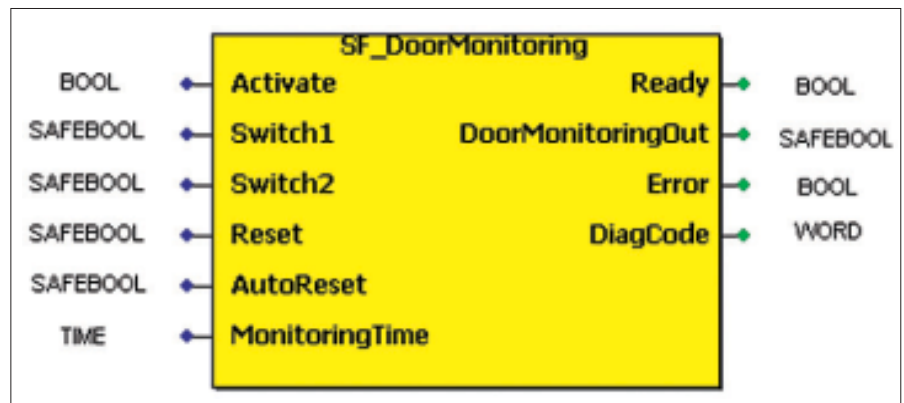 SF_DoorMonitoring
BOOL Activate Ready BOOL
SAFEBOOL Switch1 DoorMonitoringOut SAFEBOOL
SAFEBOOL Switch2 Error BOOL
SAFEBOOL Reset DiagCode WORD
SAFEBOOL AutoReset
TIME MonitoringTime